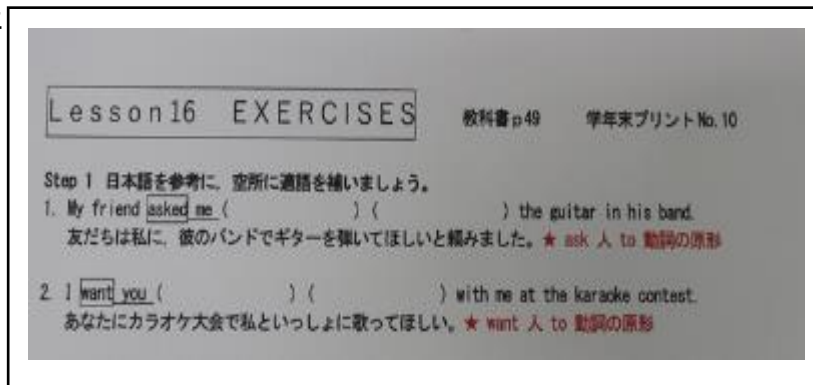 Lesson16 EXERCISES 教科書p49 学年末プリントNo.10
Step 1 日本語を参考に、空所に適語を補いましょう。
1. My friend asked me ( ) ( ) the guitar in his band.
友だちは私に、彼のバンドでギターを弾いてほしいと頼みました。★ ask 人 to 動詞の原形
2 I want you ( ) ( ) with me at the karaoke contest.
あなたにカラオケ大会で私といっしょに歌ってほしい。★ want 人 to 動詞の原形